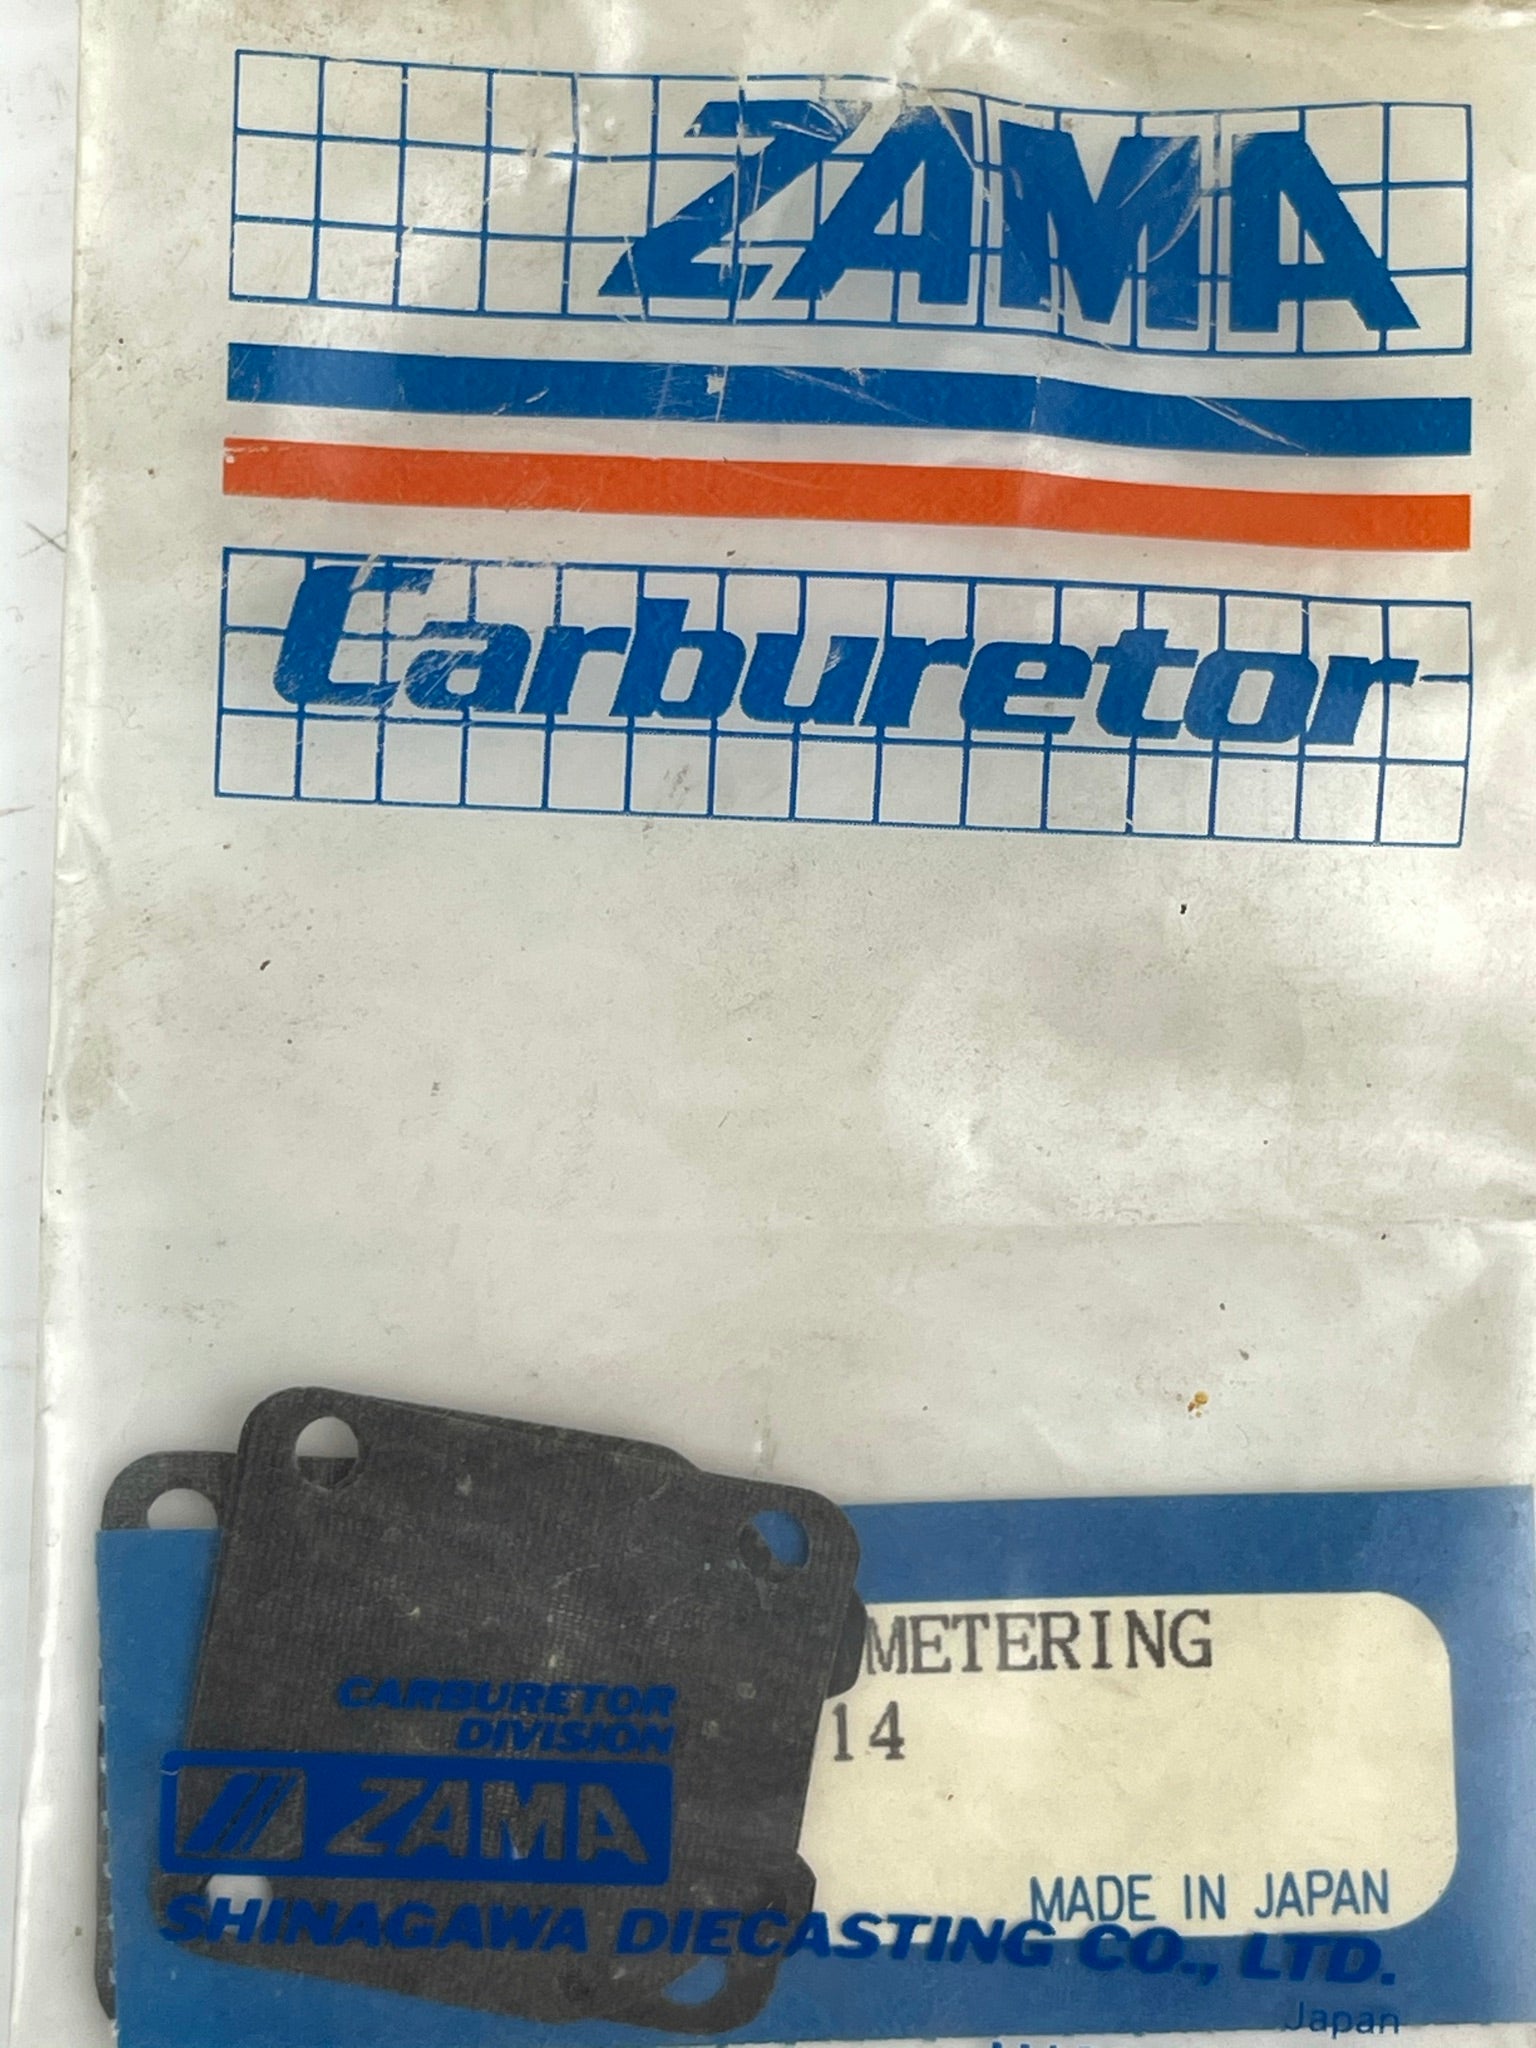 ZAMA
Carburetor
METERING
14
CARBURETOR
DIVISION
ZAMA
MADE IN JAPAN
SHINAGAWA DIECASTING CO., LTD.
Japan